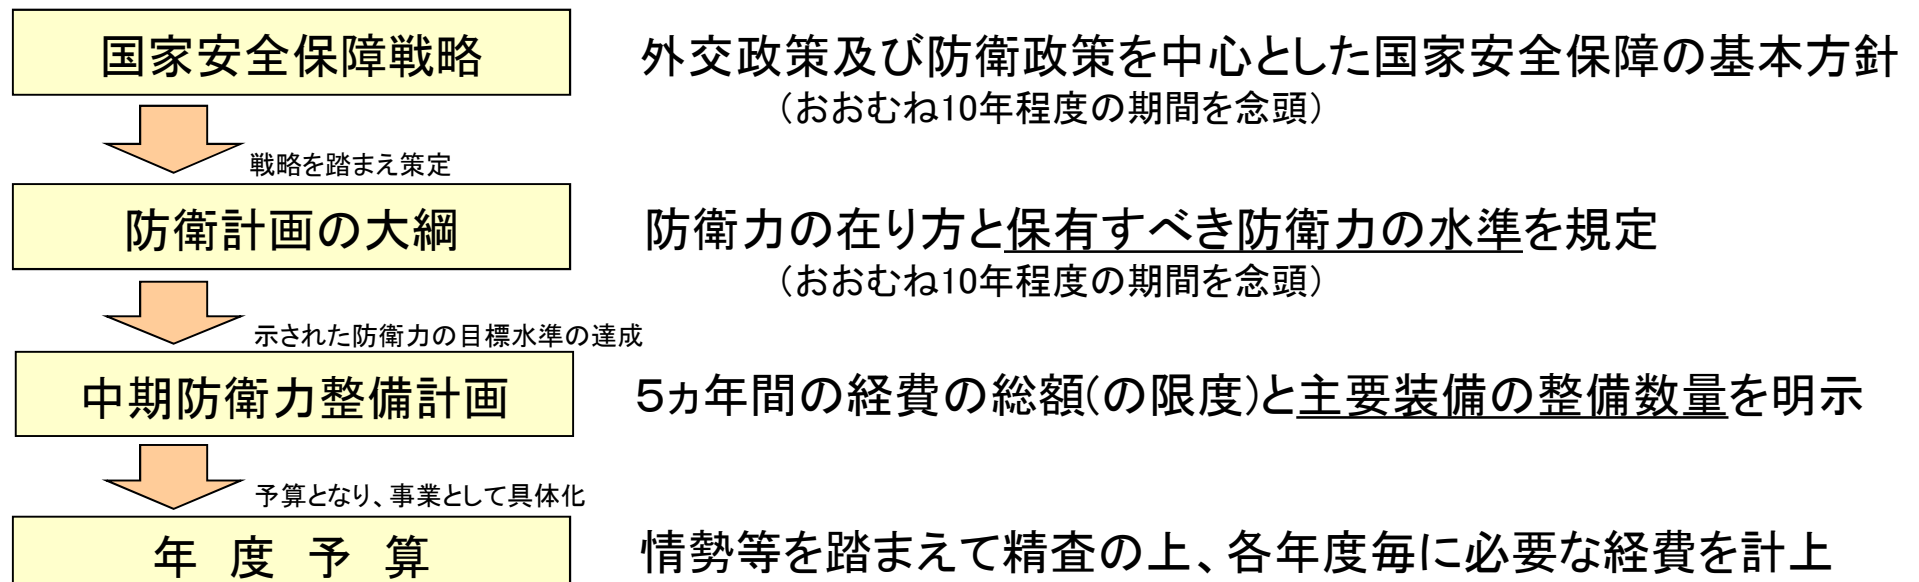 国家安全保障戦略
外交政策及び防衛政策を中心とした国家安全保障の基本方針
（おおむね10年程度の期間を念頭）
戦略を踏まえ策定
防衛計画の大綱
防衛力の在り方と保有すべき防衛力の水準を規定
（おおむね10年程度の期間を念頭）
示された防衛力の目標水準の達成
中期防衛力整備計画
５ヵ年間の経費の総額(の限度)と主要装備の整備数量を明示
予算となり、事業として具体化
年 度 予 算
情勢等を踏まえて精査の上、各年度毎に必要な経費を計上